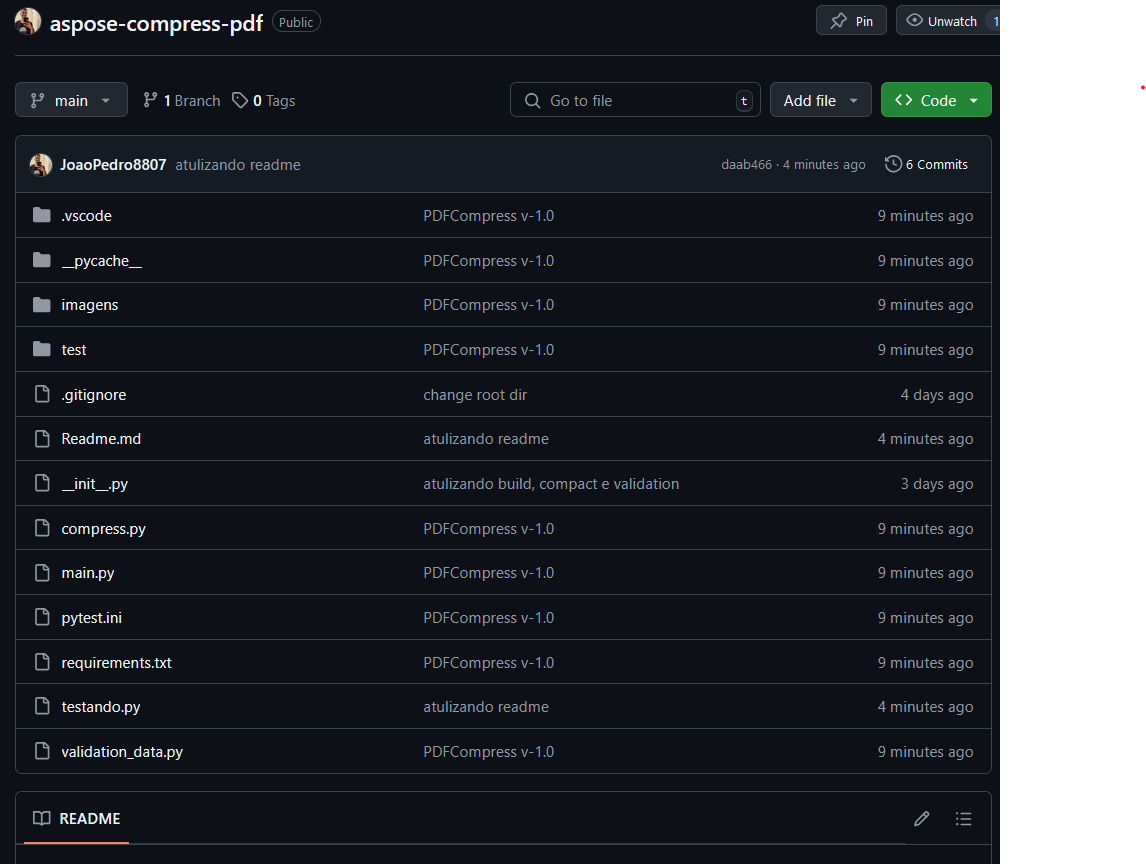 aspose-compress-pdf Public Pin Unwatch 1
main 1 Branch 0 Tags Go to file t Add file Code
JoaoPedro8807 atulizando readme daab466 · 4 minutes ago 6 Commits
.vscode PDFCompress v-1.0 9 minutes ago
__pycache__ PDFCompress v-1.0 9 minutes ago
imagens PDFCompress v-1.0 9 minutes ago
test PDFCompress v-1.0 9 minutes ago
.gitignore change root dir 4 days ago
Readme.md atulizando readme 4 minutes ago
__init__.py atulizando build, compact e validation 3 days ago
compress.py PDFCompress v-1.0 9 minutes ago
main.py PDFCompress v-1.0 9 minutes ago
pytest.ini PDFCompress v-1.0 9 minutes ago
requirements.txt PDFCompress v-1.0 9 minutes ago
testando.py atulizando readme 4 minutes ago
validation_data.py PDFCompress v-1.0 9 minutes ago
README